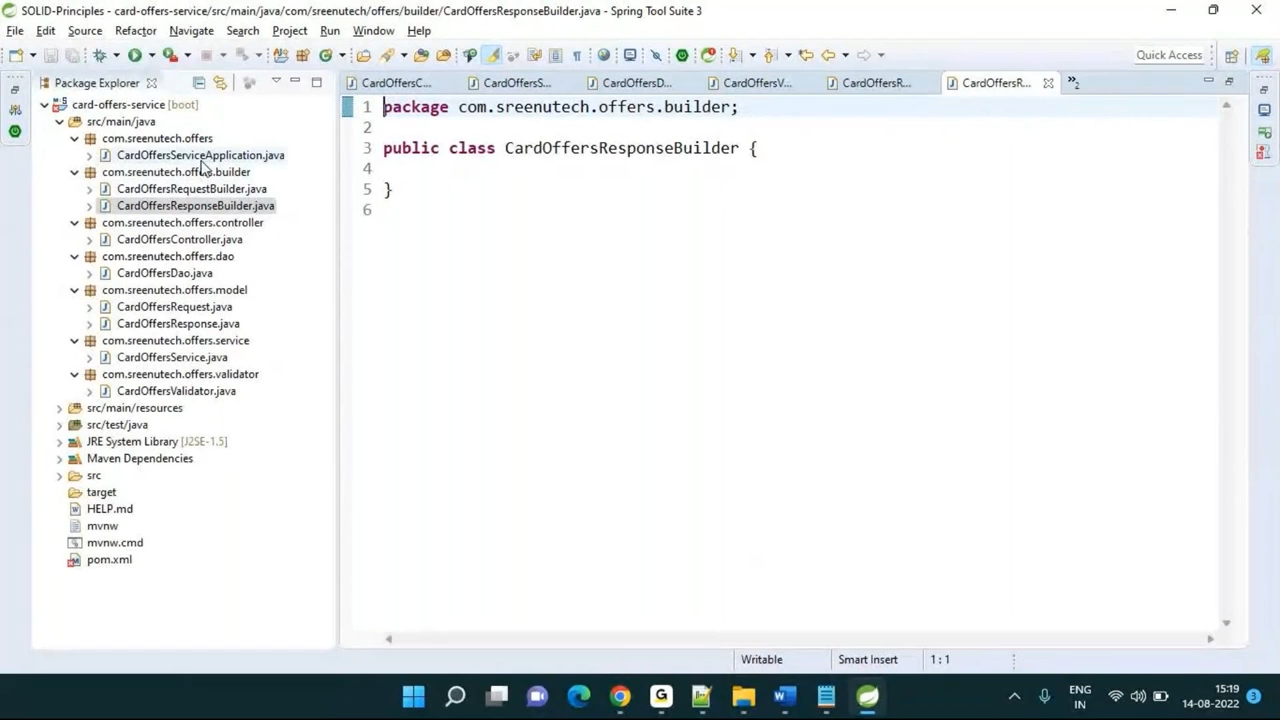 SOLID-Principles - card-offers-service/src/main/java/com/sreenutech/offers/builder/CardOffersResponseBuilder.java - Spring Tool Suite 3
File Edit Source Refactor Navigate Search Project Run Window Help
Quick Access
Package Explorer
CardOffersC... CardOffersS... CardOffersD... CardOffersV... CardOffersR... CardOffersR... »2
card-offers-service [boot]
src/main/java
com.sreenutech.offers
CardOffersServiceApplication.java
com.sreenutech.offers.builder
CardOffersRequestBuilder.java
CardOffersResponseBuilder.java
com.sreenutech.offers.controller
CardOffersController.java
com.sreenutech.offers.dao
CardOffersDao.java
com.sreenutech.offers.model
CardOffersRequest.java
CardOffersResponse.java
com.sreenutech.offers.service
CardOffersService.java
com.sreenutech.offers.validator
CardOffersValidator.java
src/main/resources
src/test/java
JRE System Library [J2SE-1.5]
Maven Dependencies
src
target
HELP.md
mvnw
mvnw.cmd
pom.xml
1 package com.sreenutech.offers.builder;
2
3 public class CardOffersResponseBuilder {
4
5 }
6
Writable Smart Insert 1 : 1
ENG
IN
15:19
14-08-2022
3